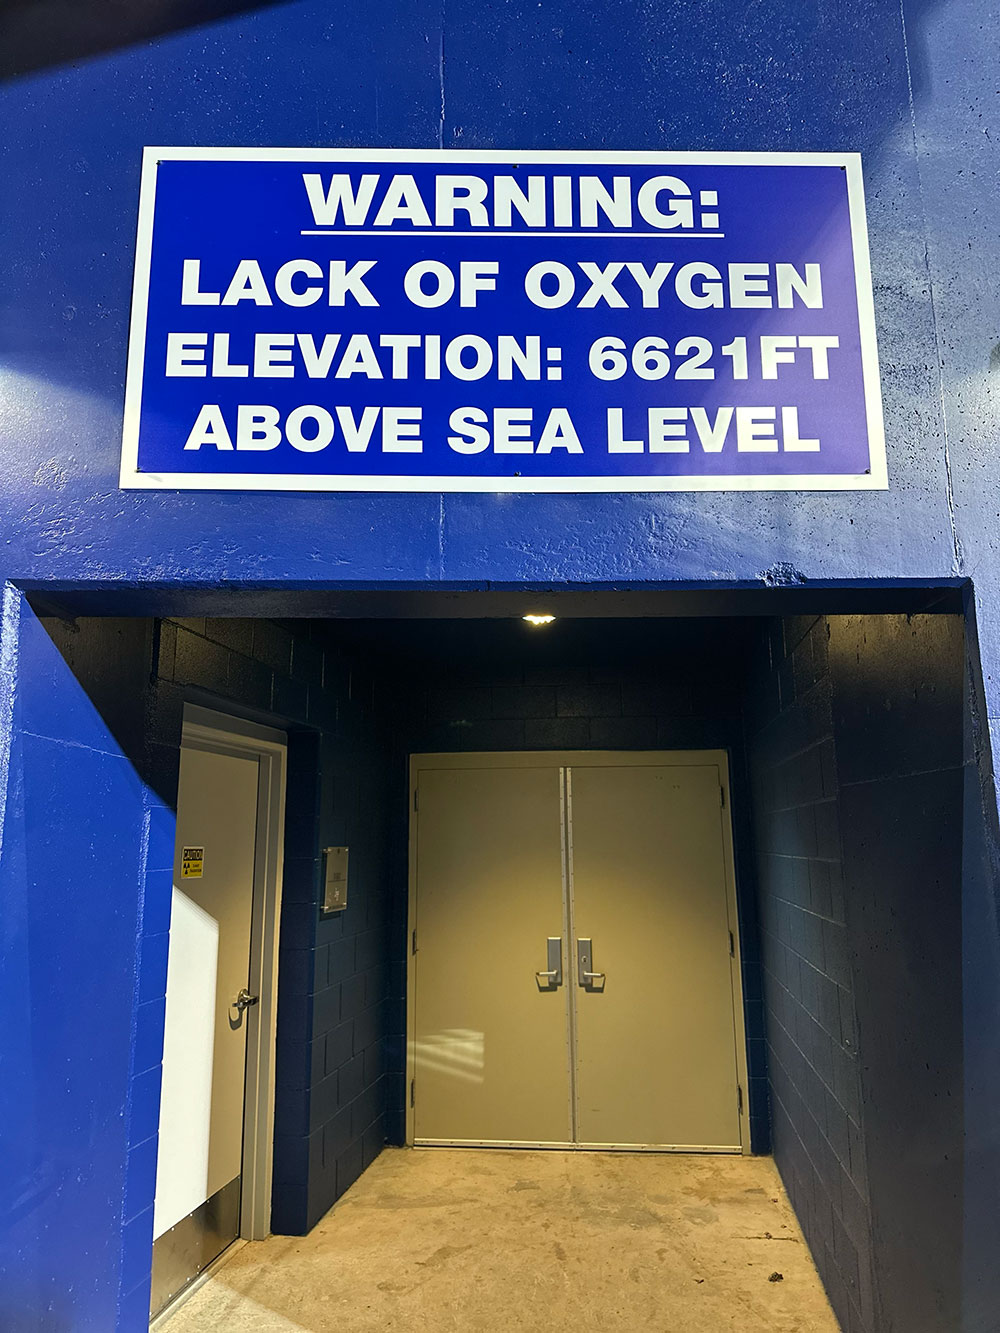 WARNING:
LACK OF OXYGEN
ELEVATION: 6621FT
ABOVE SEA LEVEL
CAUTION